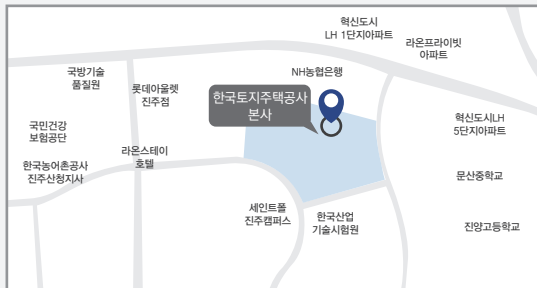 혁신도시
LH 1단지아파트
라온프라이빗
아파트
국방기술
품질원
롯데아울렛
진주점
NH농협은행
한국토지주택공사
본사
혁신도시LH
5단지아파트
국민건강
보험공단
라온스테이
호텔
한국농어촌공사
진주산청지사
문산중학교
세인트폴
진주캠퍼스
한국산업
기술시험원
진양고등학교